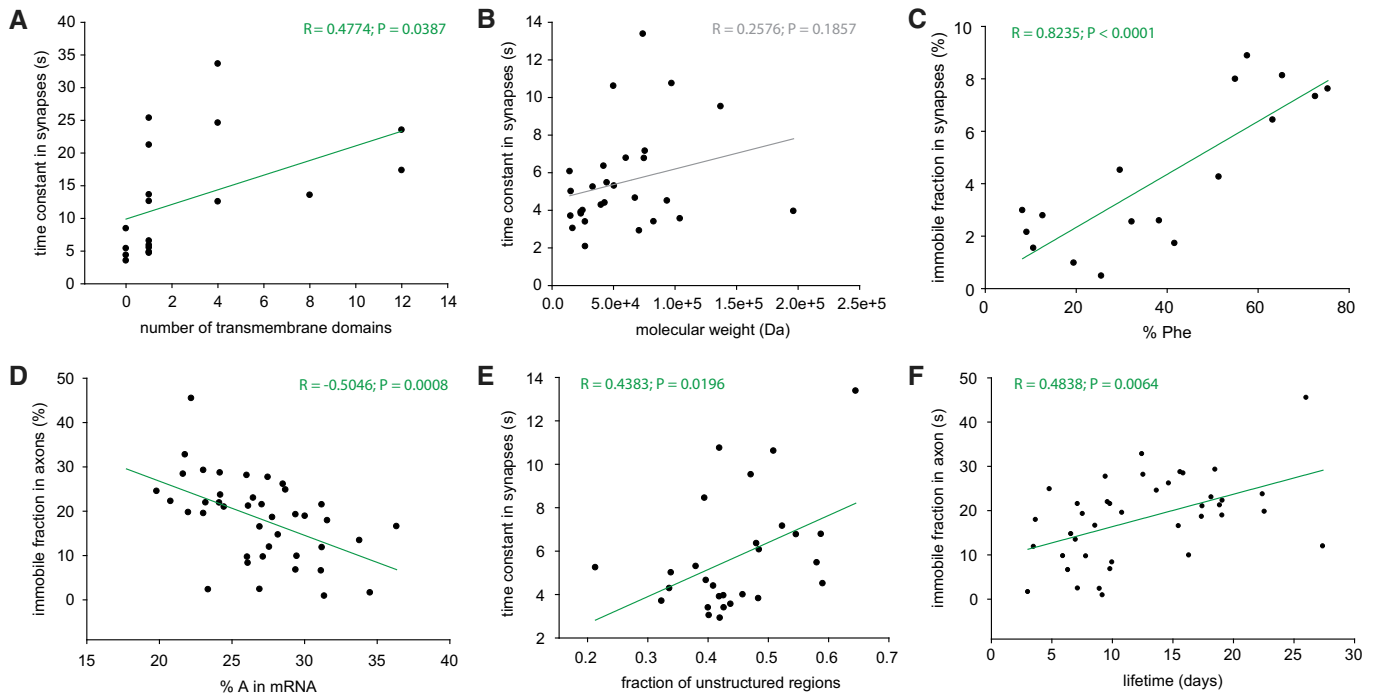 A
R = 0.4774; P = 0.0387
time constant in synapses (s)
40
35
30
25
20
15
10
5
0
0
2
4
6
8
10
12
14
number of transmembrane domains
B
R = 0.2576; P = 0.1857
time constant in synapses (s)
14
12
10
8
6
4
2
0
0.0
5.0e+4
1.0e+5
1.5e+5
2.0e+5
2.5e+5
molecular weight (Da)
C
R = 0.8235; P < 0.0001
immobile fraction in synapses (%)
10
8
6
4
2
0
0
20
40
60
80
% Phe
D
R = -0.5046; P = 0.0008
immobile fraction in axons (%)
50
40
30
20
10
0
15
20
25
30
35
40
% A in mRNA
E
R = 0.4383; P = 0.0196
time constant in synapses (s)
14
12
10
8
6
4
2
0.2
0.3
0.4
0.5
0.6
0.7
fraction of unstructured regions
F
R = 0.4838; P = 0.0064
immobile fraction in axon (s)
50
40
30
20
10
0
0
5
10
15
20
25
30
lifetime (days)